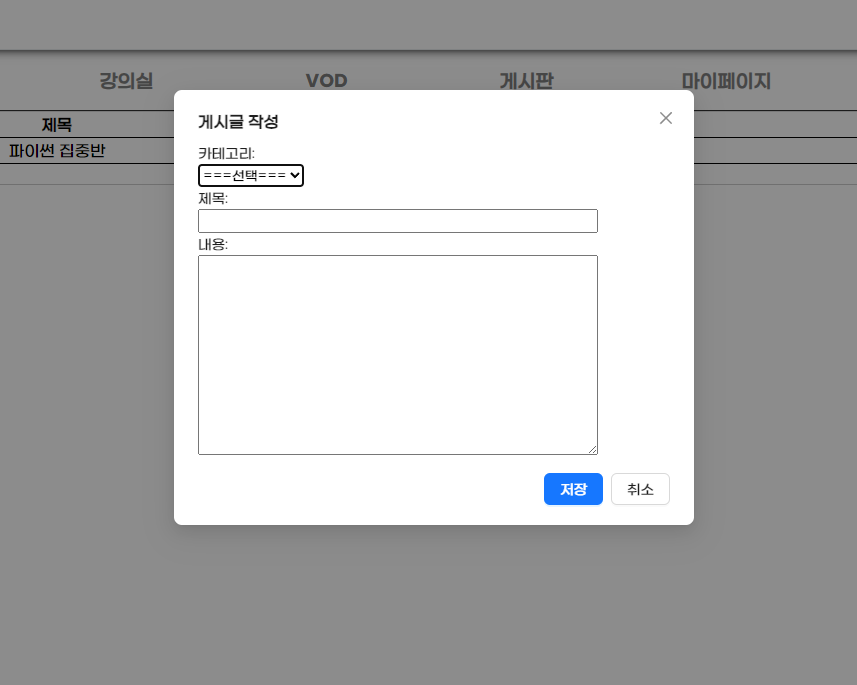 강의실 VOD 게시판 마이페이지
제목
파이썬 집중반
게시글 작성
카테고리:
===선택===
제목:
내용:
저장 취소